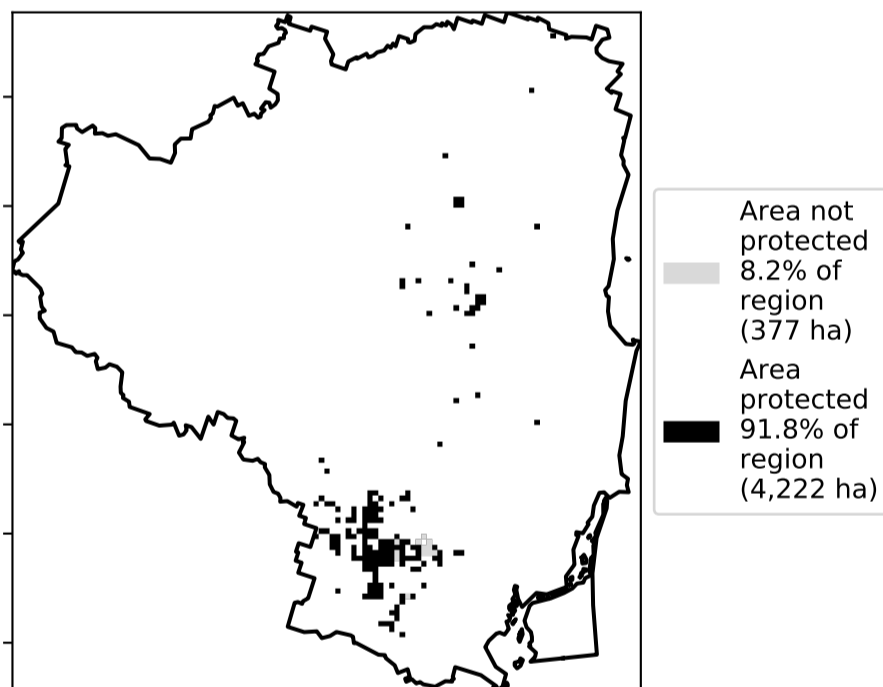 Area not
protected
8.2% of
region
(377 ha)
Area
protected
91.8% of
region
(4,222 ha)